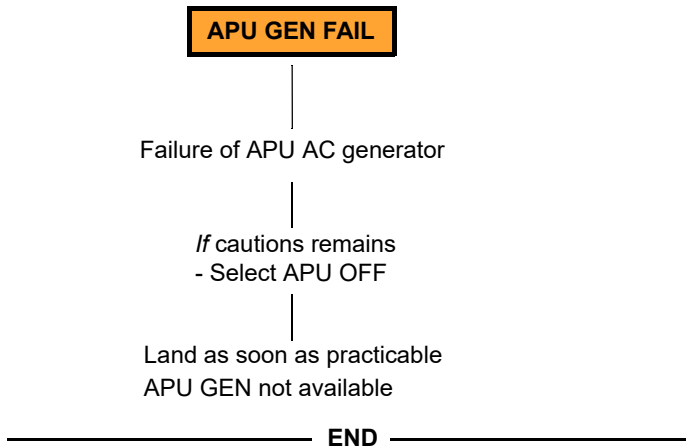 APU GEN FAIL
Failure of APU AC generator
If cautions remains
- Select APU OFF
Land as soon as practicable
APU GEN not available
END